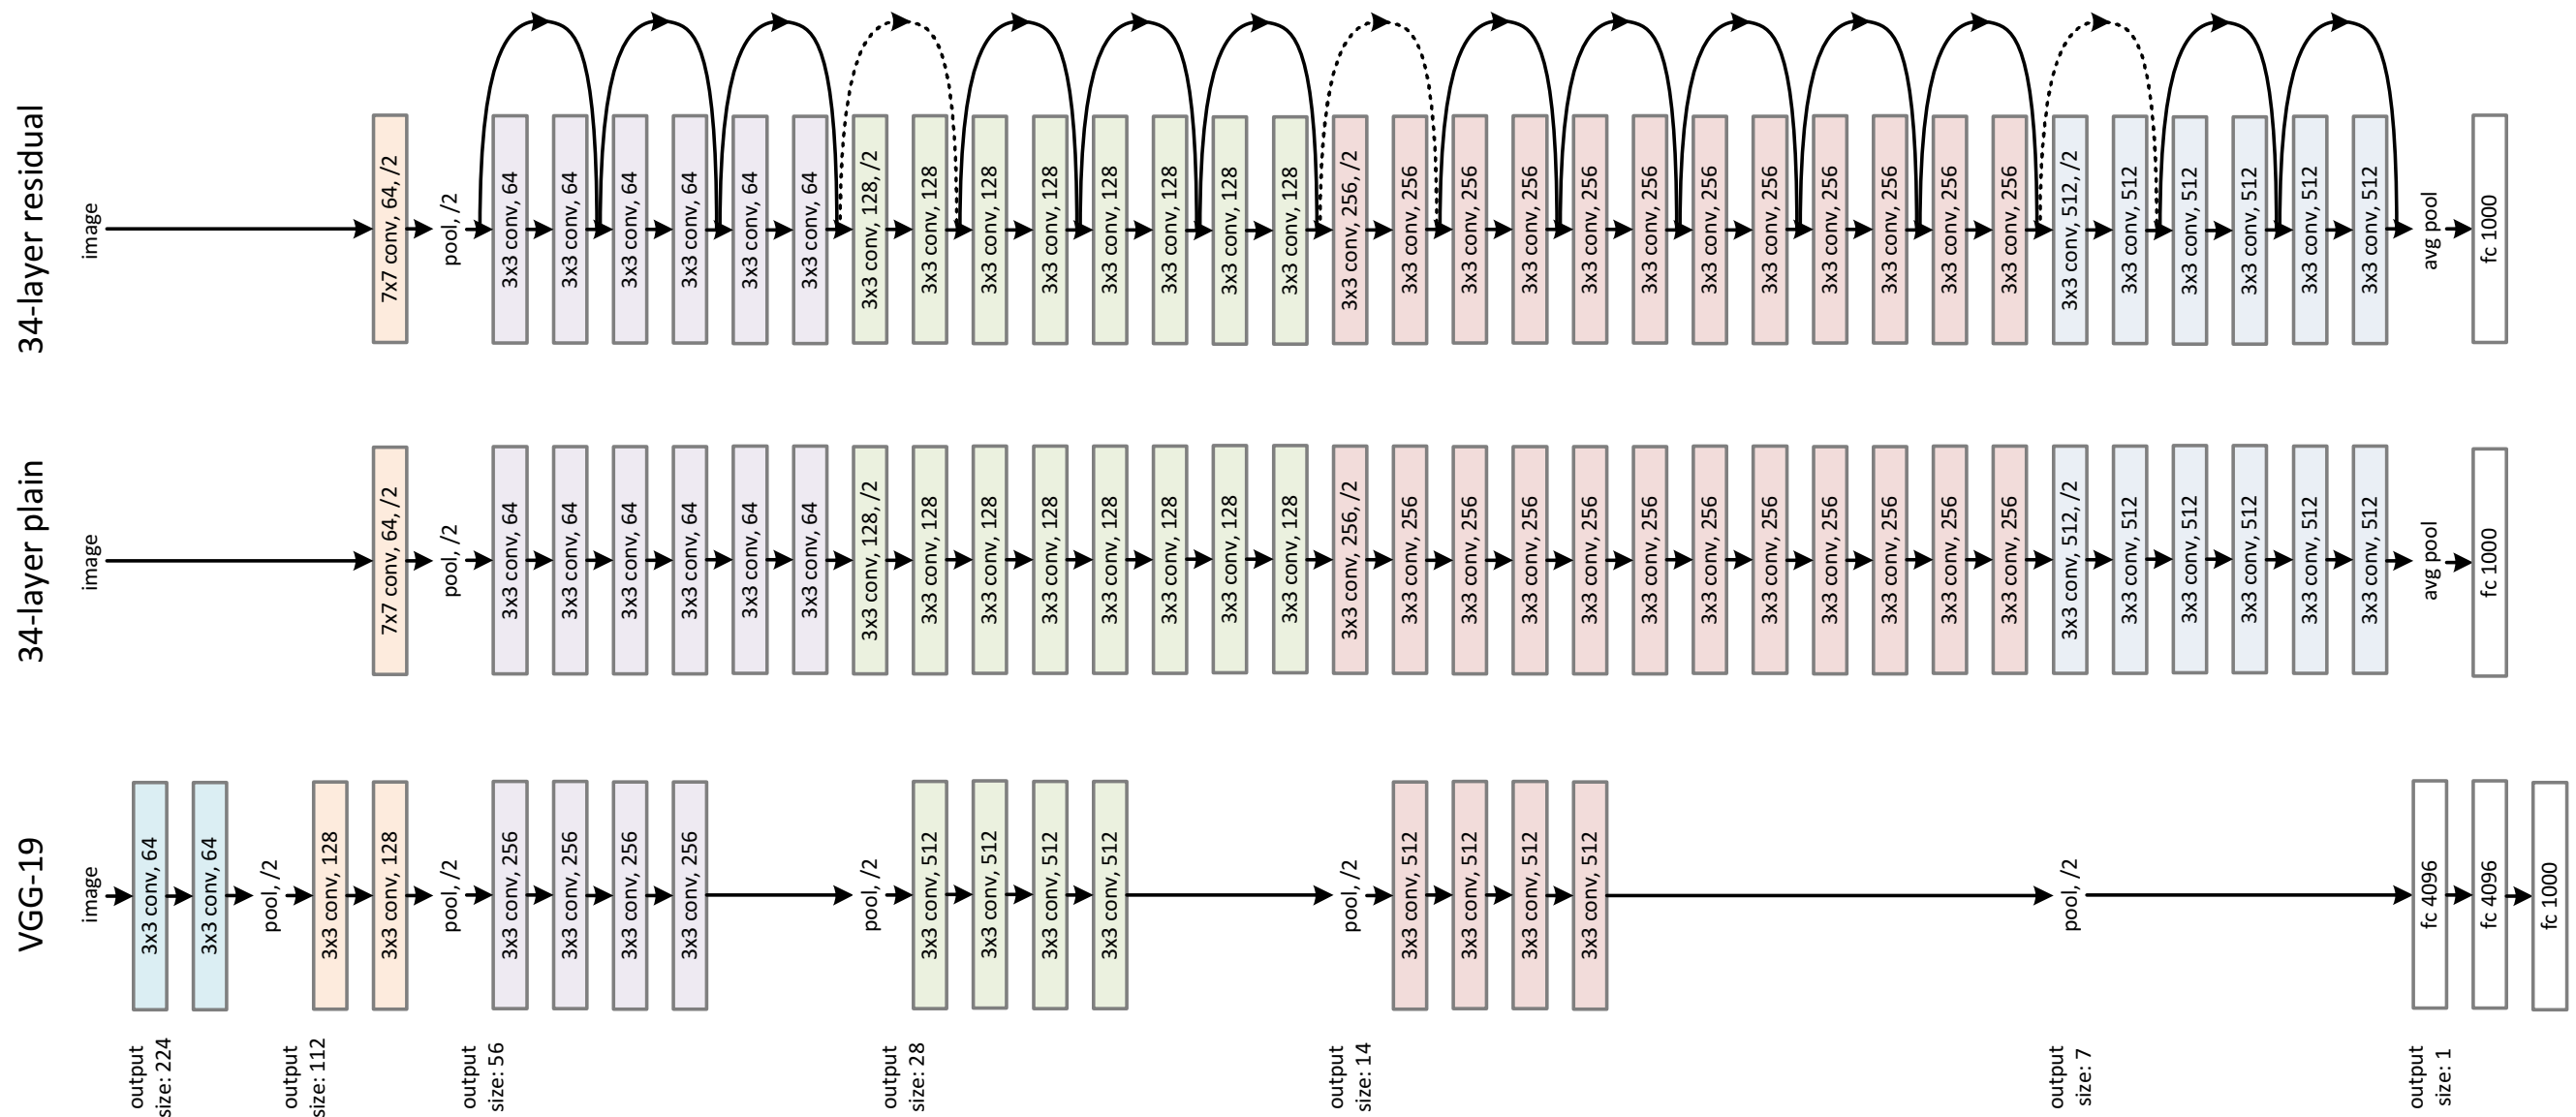 34-layer residual
image
7x7 conv, 64, /2
pool, /2
3x3 conv, 64
3x3 conv, 64
3x3 conv, 64
3x3 conv, 64
3x3 conv, 64
3x3 conv, 64
3x3 conv, 128, /2
3x3 conv, 128
3x3 conv, 128
3x3 conv, 128
3x3 conv, 128
3x3 conv, 128
3x3 conv, 128
3x3 conv, 128
3x3 conv, 256, /2
3x3 conv, 256
3x3 conv, 256
3x3 conv, 256
3x3 conv, 256
3x3 conv, 256
3x3 conv, 256
3x3 conv, 256
3x3 conv, 256
3x3 conv, 256
3x3 conv, 256
3x3 conv, 256
3x3 conv, 512, /2
3x3 conv, 512
3x3 conv, 512
3x3 conv, 512
3x3 conv, 512
3x3 conv, 512
avg pool
fc 1000
34-layer plain
image
7x7 conv, 64, /2
pool, /2
3x3 conv, 64
3x3 conv, 64
3x3 conv, 64
3x3 conv, 64
3x3 conv, 64
3x3 conv, 64
3x3 conv, 128, /2
3x3 conv, 128
3x3 conv, 128
3x3 conv, 128
3x3 conv, 128
3x3 conv, 128
3x3 conv, 128
3x3 conv, 128
3x3 conv, 256, /2
3x3 conv, 256
3x3 conv, 256
3x3 conv, 256
3x3 conv, 256
3x3 conv, 256
3x3 conv, 256
3x3 conv, 256
3x3 conv, 256
3x3 conv, 256
3x3 conv, 256
3x3 conv, 256
3x3 conv, 512, /2
3x3 conv, 512
3x3 conv, 512
3x3 conv, 512
3x3 conv, 512
3x3 conv, 512
avg pool
fc 1000
VGG-19
image
3x3 conv, 64
3x3 conv, 64
pool, /2
3x3 conv, 128
3x3 conv, 128
pool, /2
3x3 conv, 256
3x3 conv, 256
3x3 conv, 256
3x3 conv, 256
pool, /2
3x3 conv, 512
3x3 conv, 512
3x3 conv, 512
3x3 conv, 512
pool, /2
3x3 conv, 512
3x3 conv, 512
3x3 conv, 512
3x3 conv, 512
pool, /2
fc 4096
fc 4096
fc 1000
output
size: 224
output
size: 112
output
size: 56
output
size: 28
output
size: 14
output
size: 7
output
size: 1